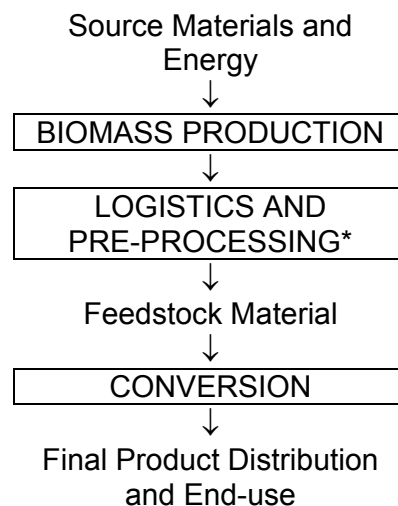 Source Materials and
Energy
↓
BIOMASS PRODUCTION
↓
LOGISTICS AND
PRE-PROCESSING*
↓
Feedstock Material
↓
CONVERSION
↓
Final Product Distribution
and End-use